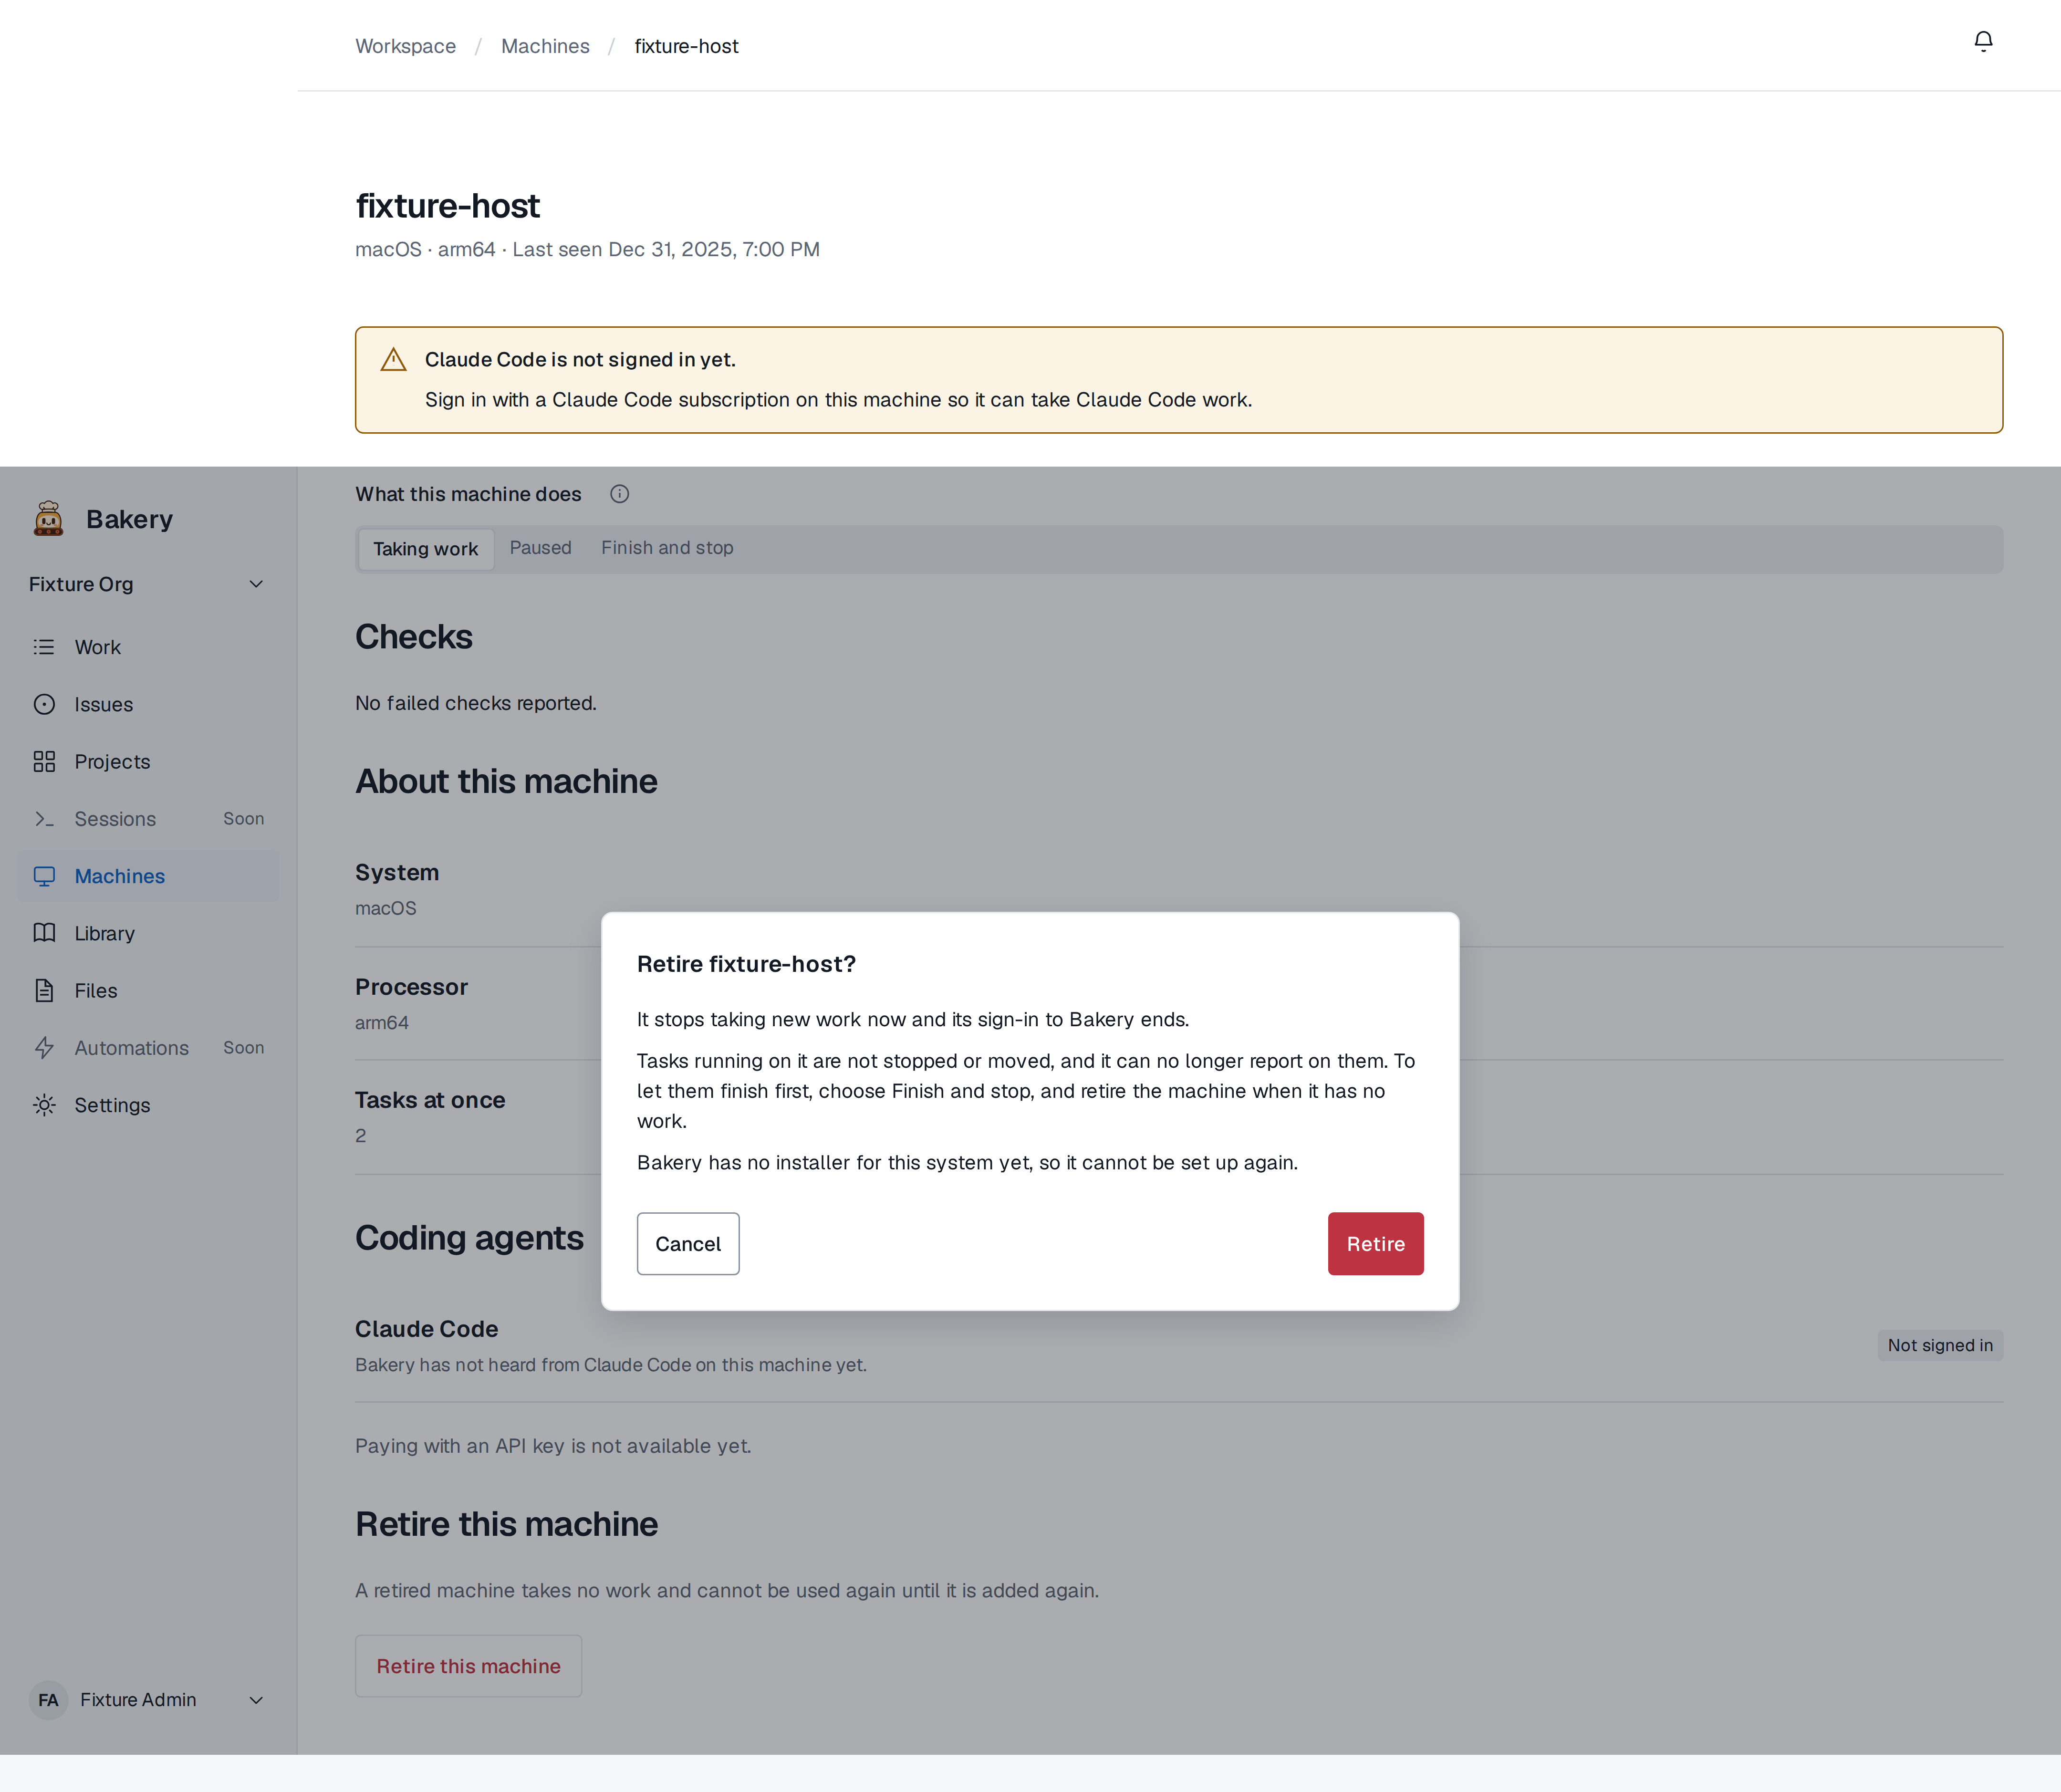 Workspace / Machines / fixture-host
fixture-host
macOS · arm64 · Last seen Dec 31, 2025, 7:00 PM
Claude Code is not signed in yet.
Sign in with a Claude Code subscription on this machine so it can take Claude Code work.
Bakery
Fixture Org
Work
Issues
Projects
Sessions Soon
Machines
Library
Files
Automations Soon
Settings
FA Fixture Admin
What this machine does
Taking work Paused Finish and stop
Checks
No failed checks reported.
About this machine
System
macOS
Processor
arm64
Tasks at once
2
Coding agents
Claude Code
Bakery has not heard from Claude Code on this machine yet.
Not signed in
Paying with an API key is not available yet.
Retire this machine
A retired machine takes no work and cannot be used again until it is added again.
Retire this machine
Retire fixture-host?
It stops taking new work now and its sign-in to Bakery ends.
Tasks running on it are not stopped or moved, and it can no longer report on them. To
let them finish first, choose Finish and stop, and retire the machine when it has no
work.
Bakery has no installer for this system yet, so it cannot be set up again.
Cancel Retire